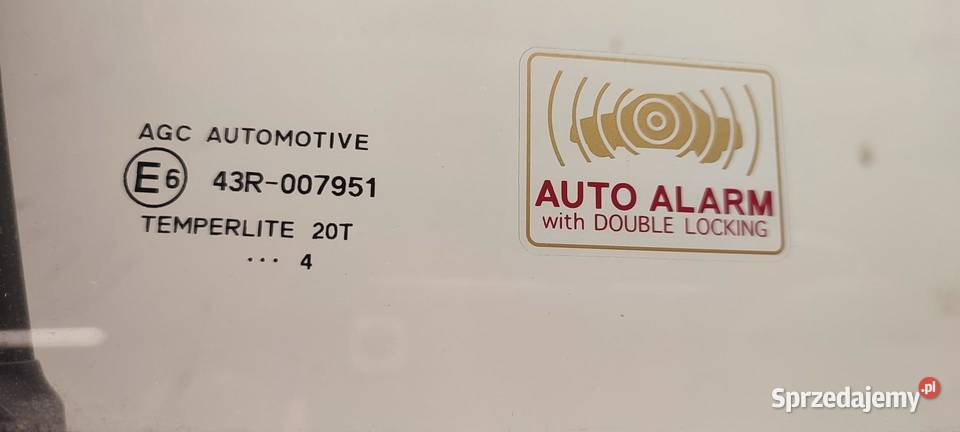 AGC AUTOMOTIVE
E6 43R-007951
TEMPERLITE 20T
... 4
AUTO ALARM
with DOUBLE LOCKING
Sprzedajemy.pl